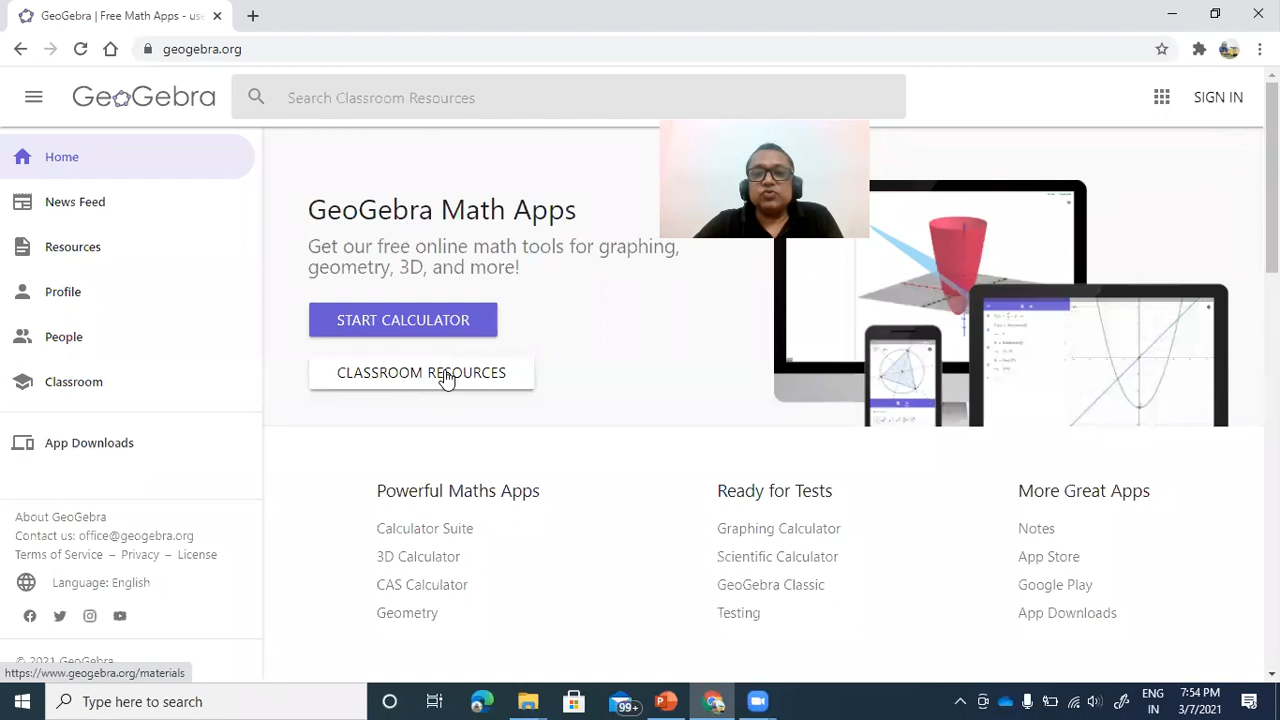 GeoGebra | Free Math Apps - use
geogebra.org
GeoGebra
Search Classroom Resources
SIGN IN
Home
News Feed
Resources
Profile
People
Classroom
App Downloads
About GeoGebra
Contact us: office@geogebra.org
Terms of Service – Privacy – License
Language: English
© 2021 GeoGebra
https://www.geogebra.org/materials
GeoGebra Math Apps
Get our free online math tools for graphing,
geometry, 3D, and more!
START CALCULATOR
CLASSROOM RESOURCES
Powerful Maths Apps
Calculator Suite
3D Calculator
CAS Calculator
Geometry
Ready for Tests
Graphing Calculator
Scientific Calculator
GeoGebra Classic
Testing
More Great Apps
Notes
App Store
Google Play
App Downloads
Type here to search
99+
ENG
IN
7:54 PM
3/7/2021